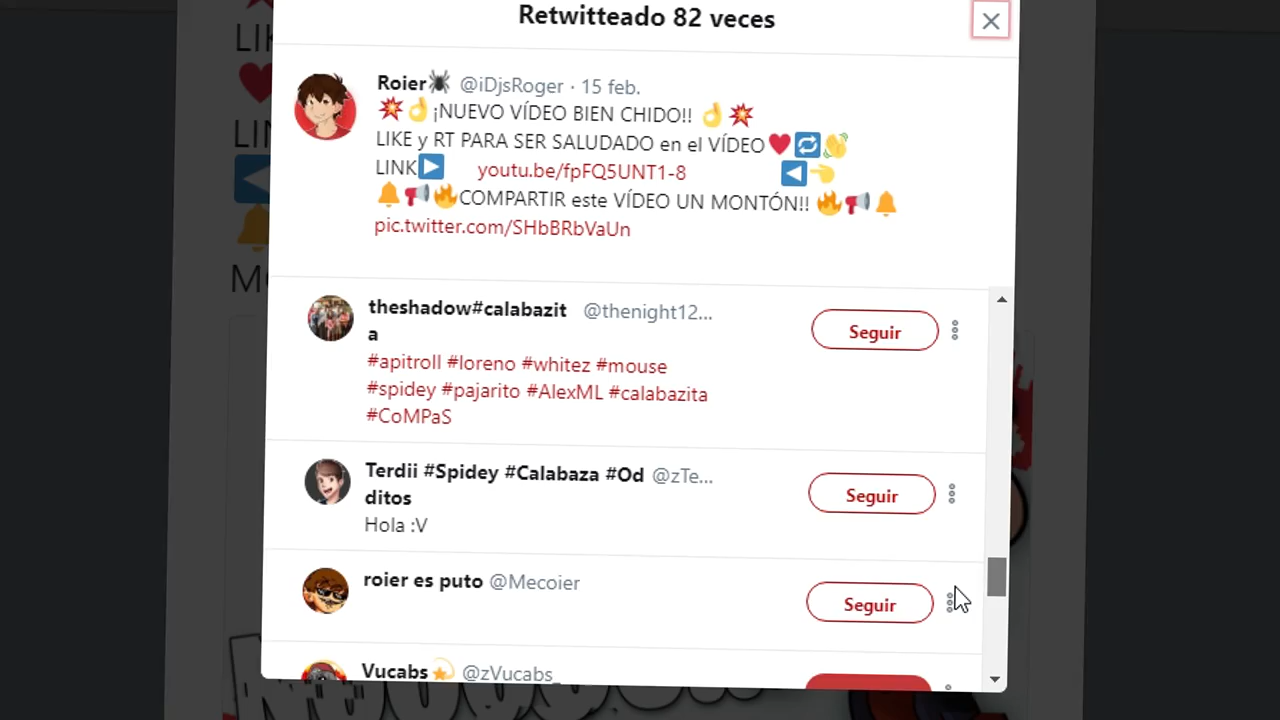 Retwitteado 82 veces
Roier @iDjsRoger · 15 feb.
¡NUEVO VÍDEO BIEN CHIDO!!
LIKE y RT PARA SER SALUDADO en el VÍDEO
LINK youtu.be/fpFQ5UNT1-8
COMPARTIR este VÍDEO UN MONTÓN!!
pic.twitter.com/SHbBRbVaUn
theshadow#calabazit @thenight12...
a
Seguir
#apitroll #loreno #whitez #mouse
#spidey #pajarito #AlexML #calabazita
#CoMPaS
Terdii #Spidey #Calabaza #Od @zTe...
ditos
Seguir
Hola :V
roier es puto @Mecoier
Seguir
Vucabs @zVucabs_